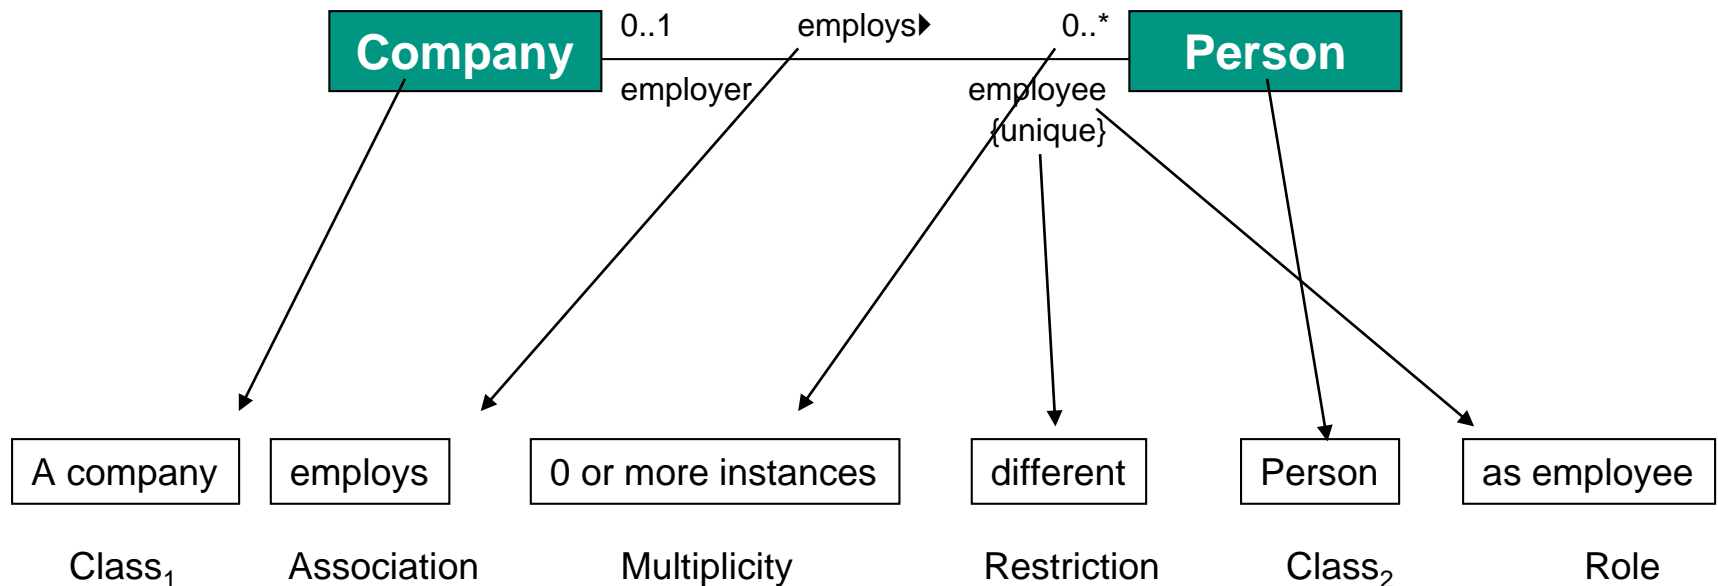 Company 0..1 employs▶ 0..* Person
employer employee
{unique}
A company employs 0 or more instances different Person as employee
Class₁ Association Multiplicity Restriction Class₂ Role